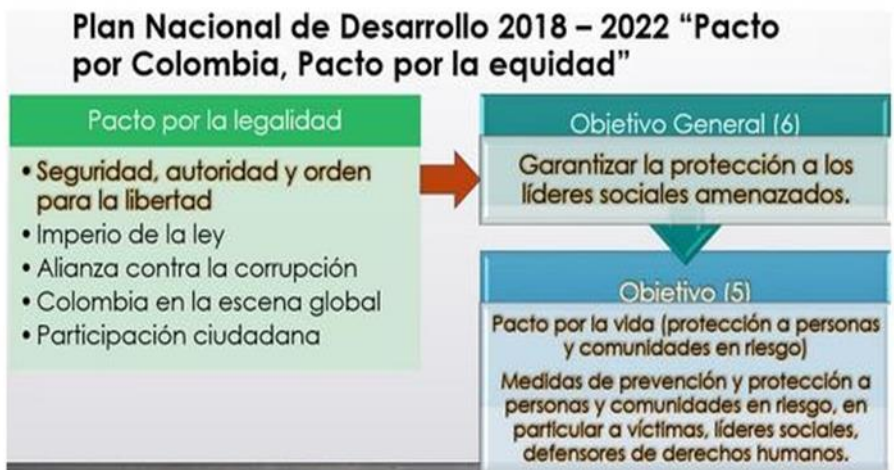 Plan Nacional de Desarrollo 2018 – 2022 “Pacto
por Colombia, Pacto por la equidad”
Pacto por la legalidad
• Seguridad, autoridad y orden
para la libertad
• Imperio de la ley
• Alianza contra la corrupción
• Colombia en la escena global
• Participación ciudadana
Objetivo General (6)
Garantizar la protección a los
líderes sociales amenazados.
Objetivo (5)
Pacto por la vida (protección a personas
y comunidades en riesgo)
Medidas de prevención y protección a
personas y comunidades en riesgo, en
particular a víctimas, líderes sociales,
defensores de derechos humanos.